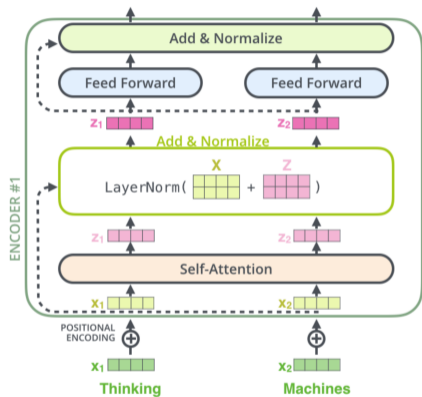 Add & Normalize
Feed Forward Feed Forward
z1 z2
Add & Normalize
X Z
LayerNorm( + )
z1 z2
Self-Attention
x1 x2
POSITIONAL
ENCODING
x1 x2
Thinking Machines
ENCODER #1